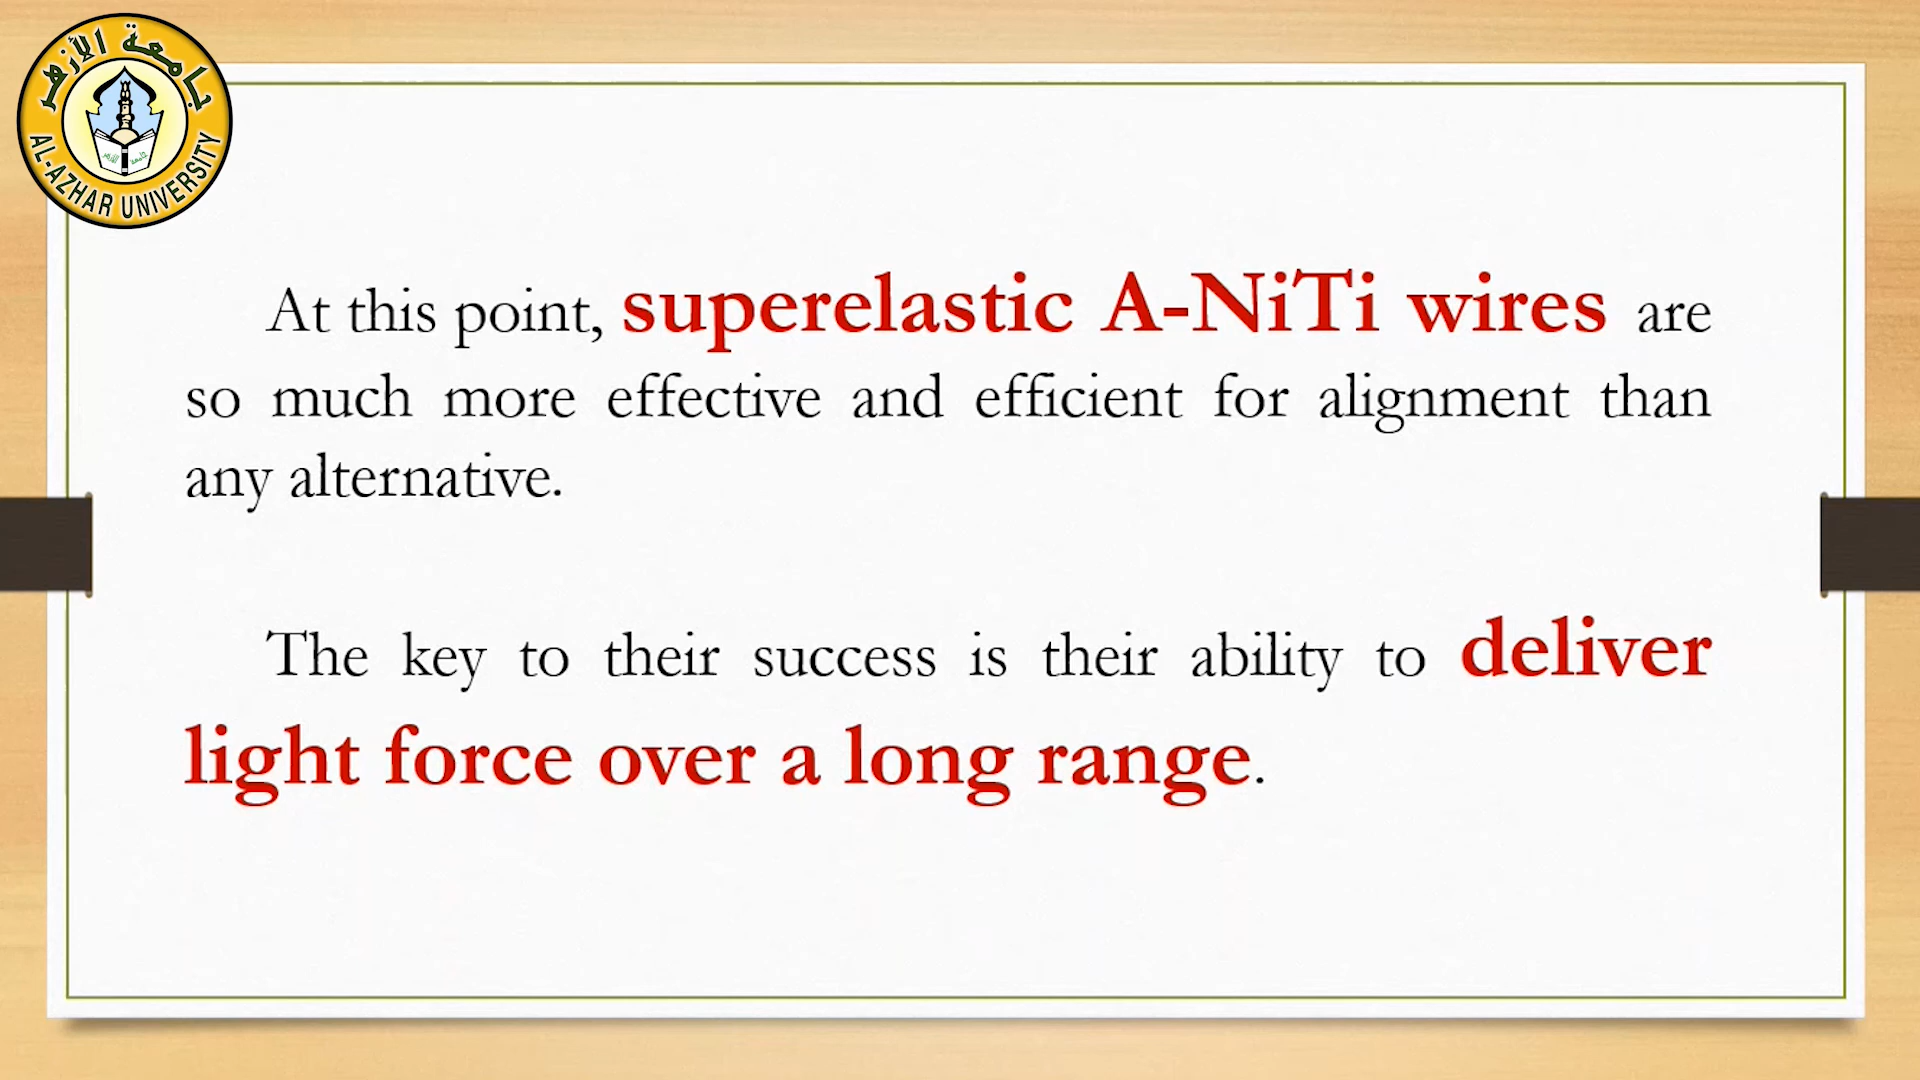 جامعة الأزهر
AL-AZHAR UNIVERSITY
At this point, superelastic A-NiTi wires are
so much more effective and efficient for alignment than
any alternative.
The key to their success is their ability to deliver
light force over a long range.